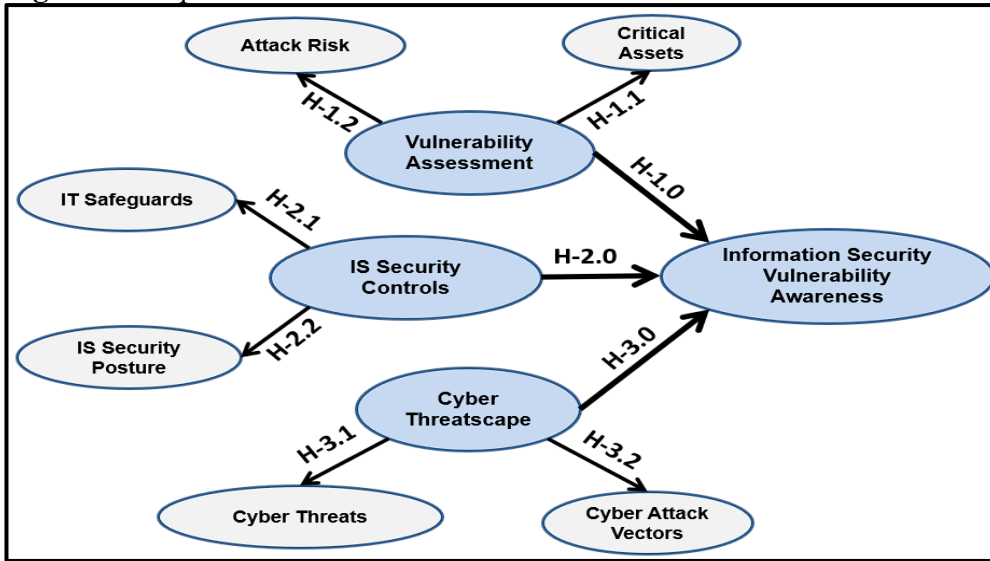 Attack Risk
Critical
Assets
H-1.2
H-1.1
Vulnerability
Assessment
H-1.0
IT Safeguards
H-2.1
IS Security
Controls
H-2.0
Information Security
Vulnerability
Awareness
H-2.2
IS Security
Posture
H-3.0
Cyber
Threatscape
H-3.1
H-3.2
Cyber Threats
Cyber Attack
Vectors